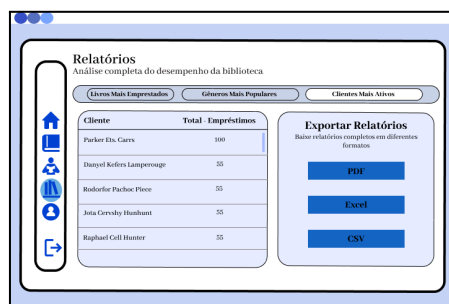 Relatórios
Análise completa do desempenho da biblioteca
Livros Mais Emprestados
Gêneros Mais Populares
Clientes Mais Ativos
Cliente Total - Empréstimos
Parker Ets. Carrs 100
Danyel Kefers Lamperouge 55
Rodorfor Pachoc Piece 55
Jota Cervshy Hunhunt 55
Raphael Cell Hunter 55
Exportar Relatórios
Baixe relatórios completos em diferentes
formatos
PDF
Excel
CSV